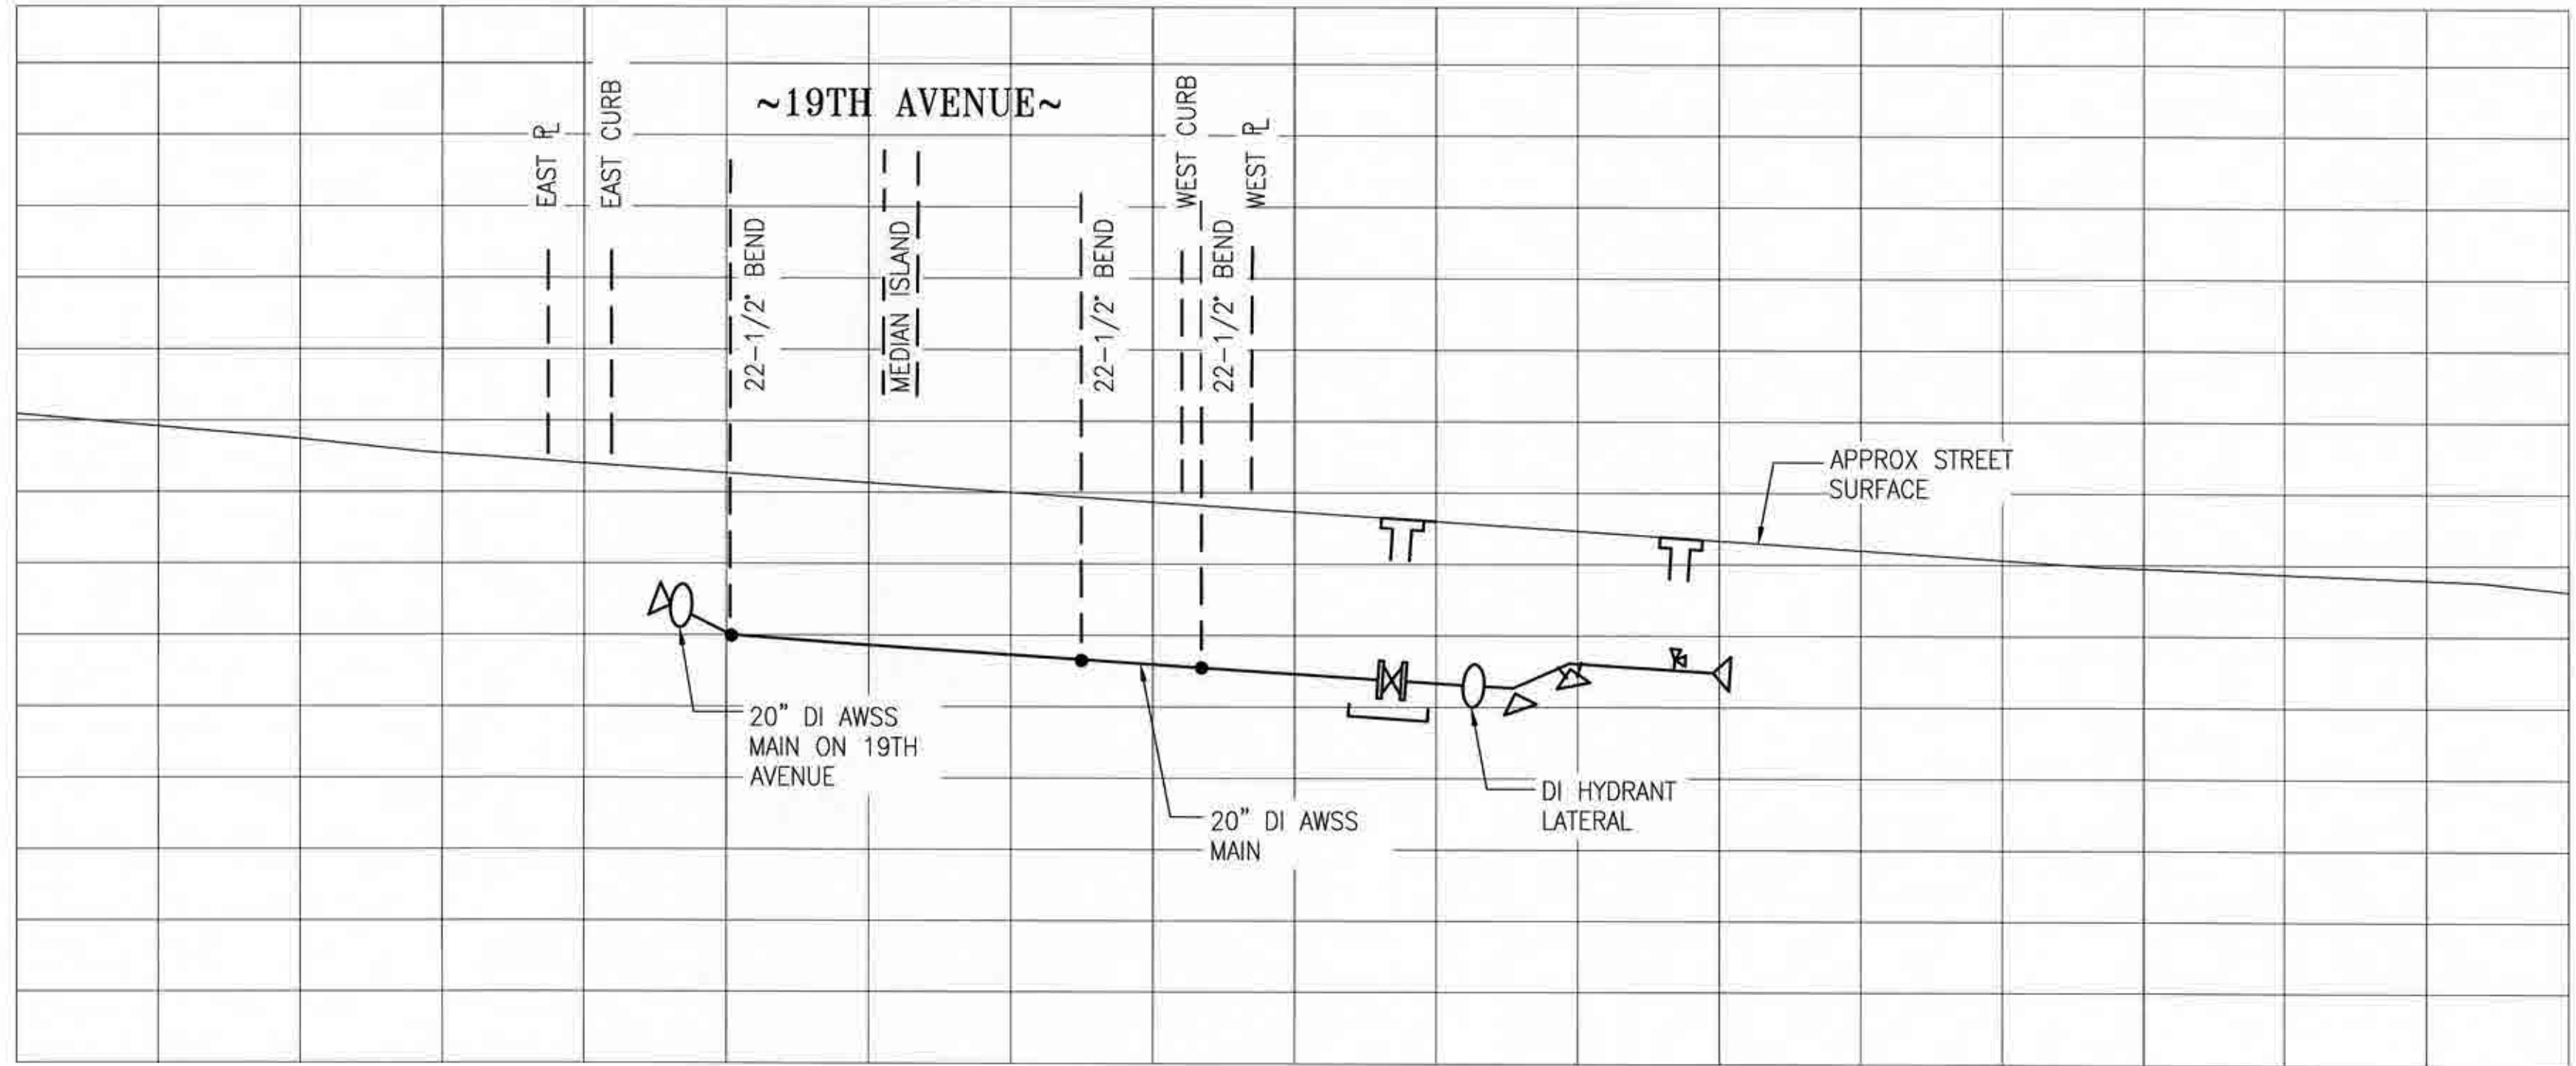 ~19TH AVENUE~
EAST PL
EAST CURB
22-1/2° BEND
MEDIAN ISLAND
22-1/2° BEND
WEST CURB
22-1/2° BEND
WEST PL
APPROX STREET
SURFACE
20" DI AWSS
MAIN ON 19TH
AVENUE
20" DI AWSS
MAIN
DI HYDRANT
LATERAL